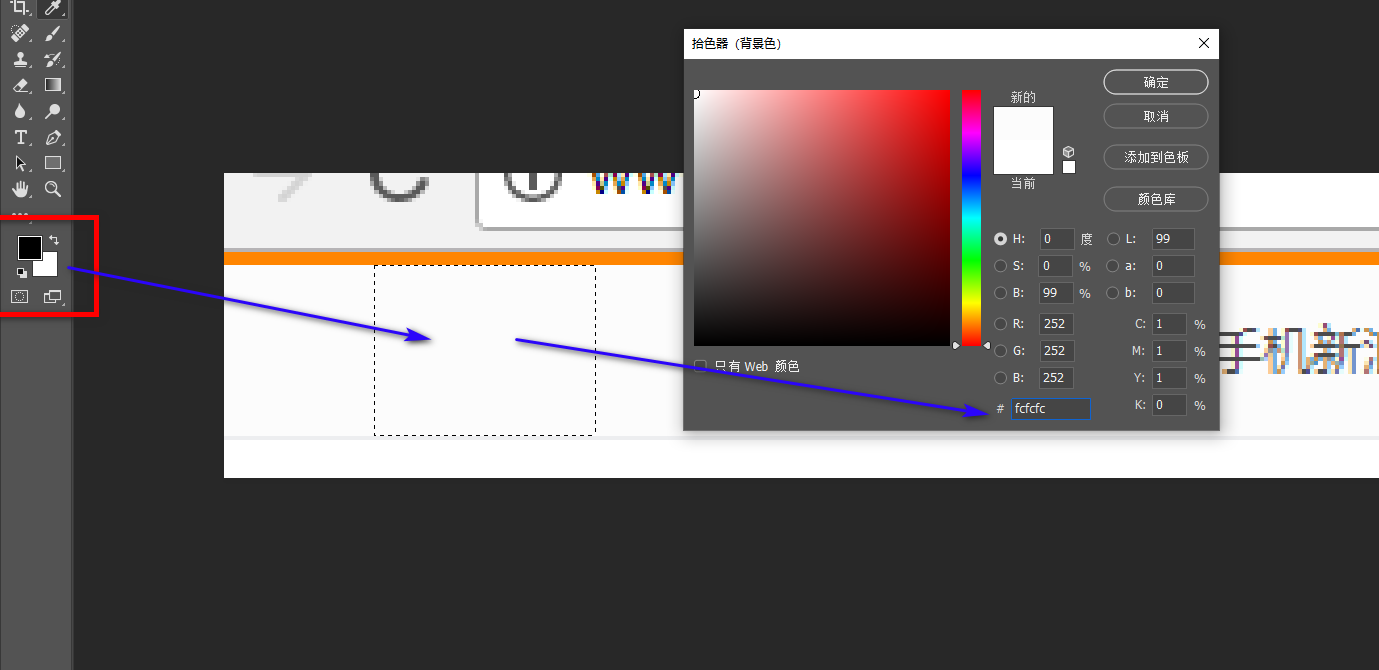 拾色器 (背景色)
新的
当前
确定
取消
添加到色板
颜色库
H: 0 度 L: 99
S: 0 % a: 0
B: 99 % b: 0
R: 252 C: 1 %
G: 252 M: 1 %
B: 252 Y: 1 %
# fcfcfc K: 0 %
只有 Web 颜色
手机新